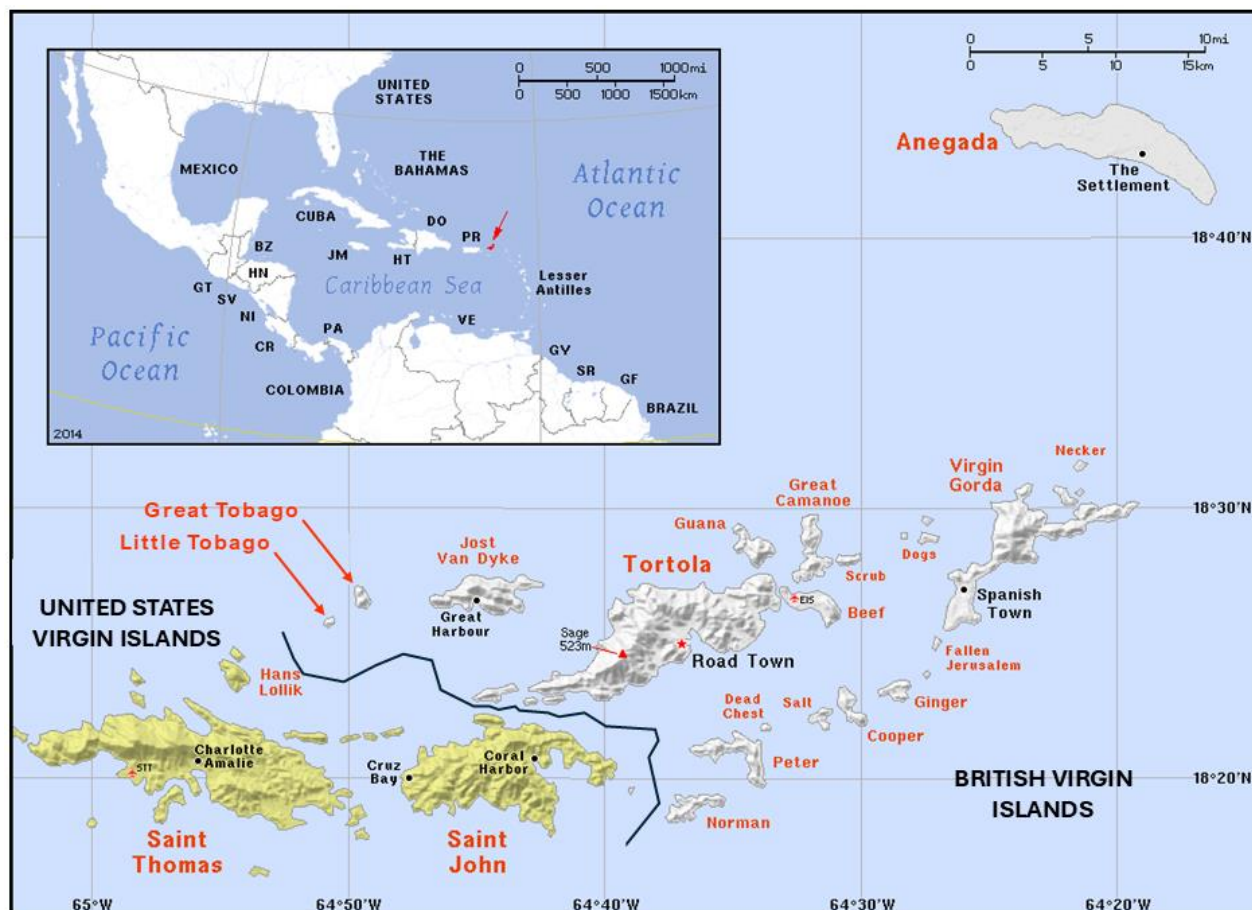 0 500 1000mi
0 500 1000 1500km
UNITED
STATES
MEXICO
THE
BAHAMAS
Atlantic
Ocean
CUBA
DO
PR
BZ
JM
HT
HN
Caribbean Sea
Lesser
Antilles
GT
SV
NI
PA
VE
CR
Pacific
Ocean
GY
SR
GF
COLOMBIA
BRAZIL
2014
0 5 10mi
0 5 10 15km
Anegada
The
Settlement
18°40'N
Necker
Virgin
Gorda
Great
Camanoe
18°30'N
Great Tobago
Little Tobago
Guana
Jost
Van Dyke
Dogs
Tortola
Scrub
Beef
EIS
Spanish
Town
UNITED STATES
VIRGIN ISLANDS
Great
Harbour
Sage
523m
Road Town
Fallen
Jerusalem
Hans
Lollik
Dead
Chest
Salt
Ginger
Cooper
Charlotte
Amalie
STT
Cruz
Bay
Coral
Harbor
Peter
BRITISH VIRGIN
ISLANDS
18°20'N
Norman
Saint
Thomas
Saint
John
65°W 64°50'W 64°40'W 64°30'W 64°20'W